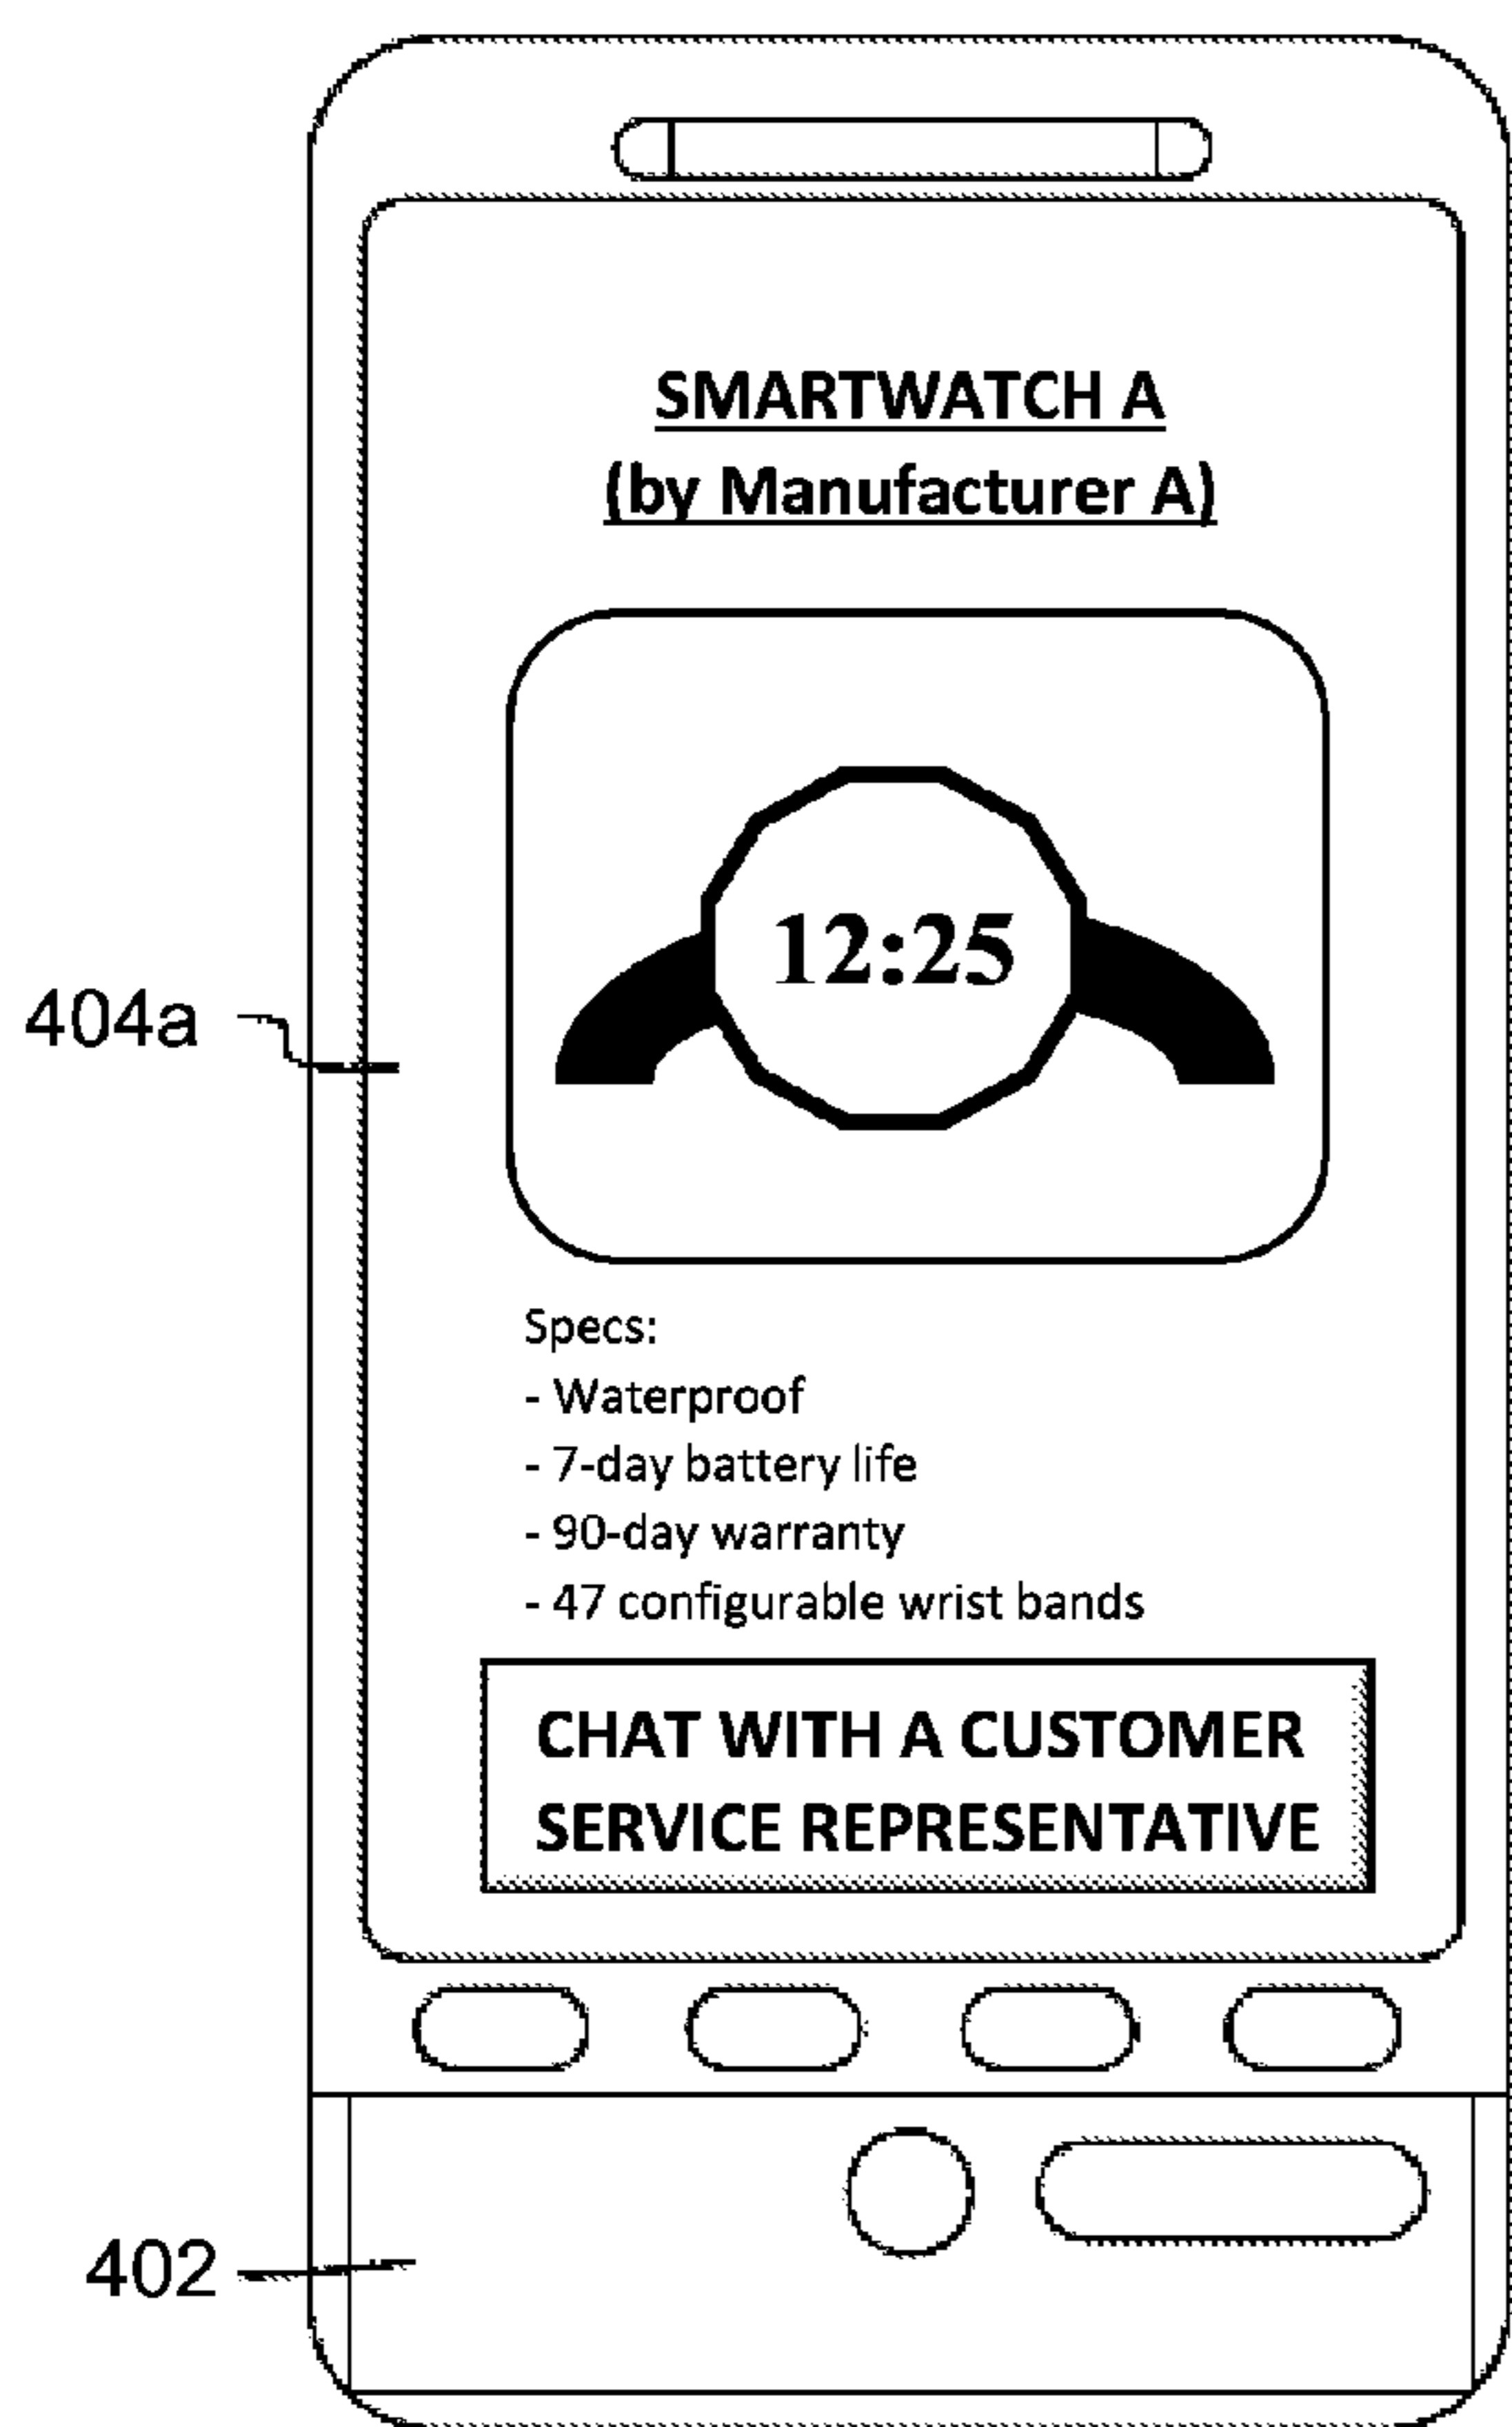 SMARTWATCH A
(by Manufacturer A)
12:25
404a
Specs:
- Waterproof
- 7-day battery life
- 90-day warranty
- 47 configurable wrist bands
CHAT WITH A CUSTOMER
SERVICE REPRESENTATIVE
402